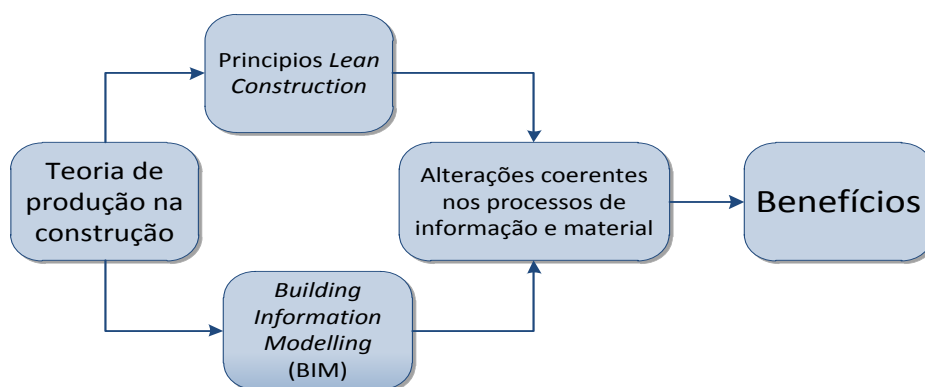 Principios Lean
Construction
Teoria de
produção na
construção
Alterações coerentes
nos processos de
informação e material
Benefícios
Building
Information
Modelling
(BIM)